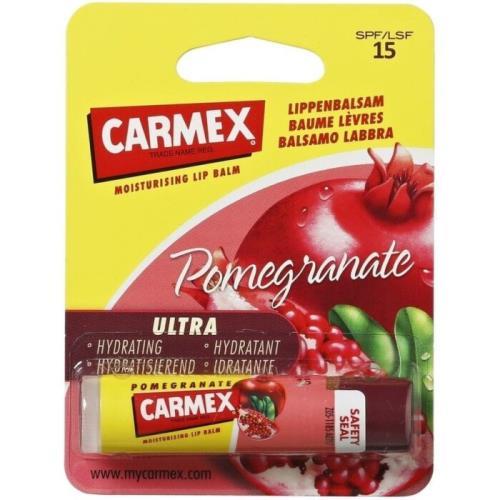 SPF/LSF
15
CARMEX
TRADE NAME REG.
MOISTURISING LIP BALM
LIPPENBALSAM
BAUME LÈVRES
BALSAMO LABBRA
Pomegranate
ULTRA
• HYDRATING • HYDRATANT
• HYDRATISIEREND • IDRATANTE
POMEGRANATE
15
CARMEX
MOISTURISING LIP BALM
SAFETY
SEAL
www.mycarmex.com